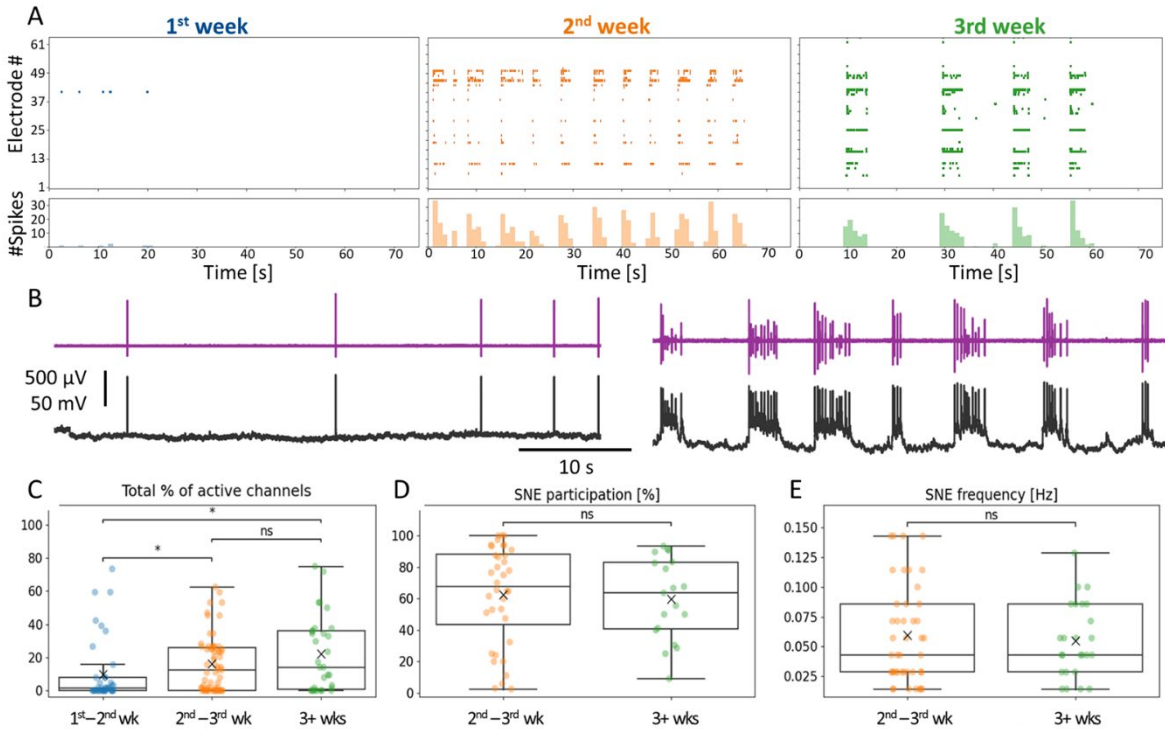 A
1st week
2nd week
3rd week
Electrode #
61
49
37
25
13
1
#Spikes
30
20
10
0 10 20 30 40 50 60 70
0 10 20 30 40 50 60 70
0 10 20 30 40 50 60 70
Time [s]
Time [s]
Time [s]
B
500 µV
50 mV
10 s
C
Total % of active channels
*
ns
*
100
80
60
40
20
0
1st–2nd wk
2nd–3rd wk
3+ wks
D
SNE participation [%]
ns
100
80
60
40
20
0
2nd–3rd wk
3+ wks
E
SNE frequency [Hz]
ns
0.150
0.125
0.100
0.075
0.050
0.025
2nd–3rd wk
3+ wks